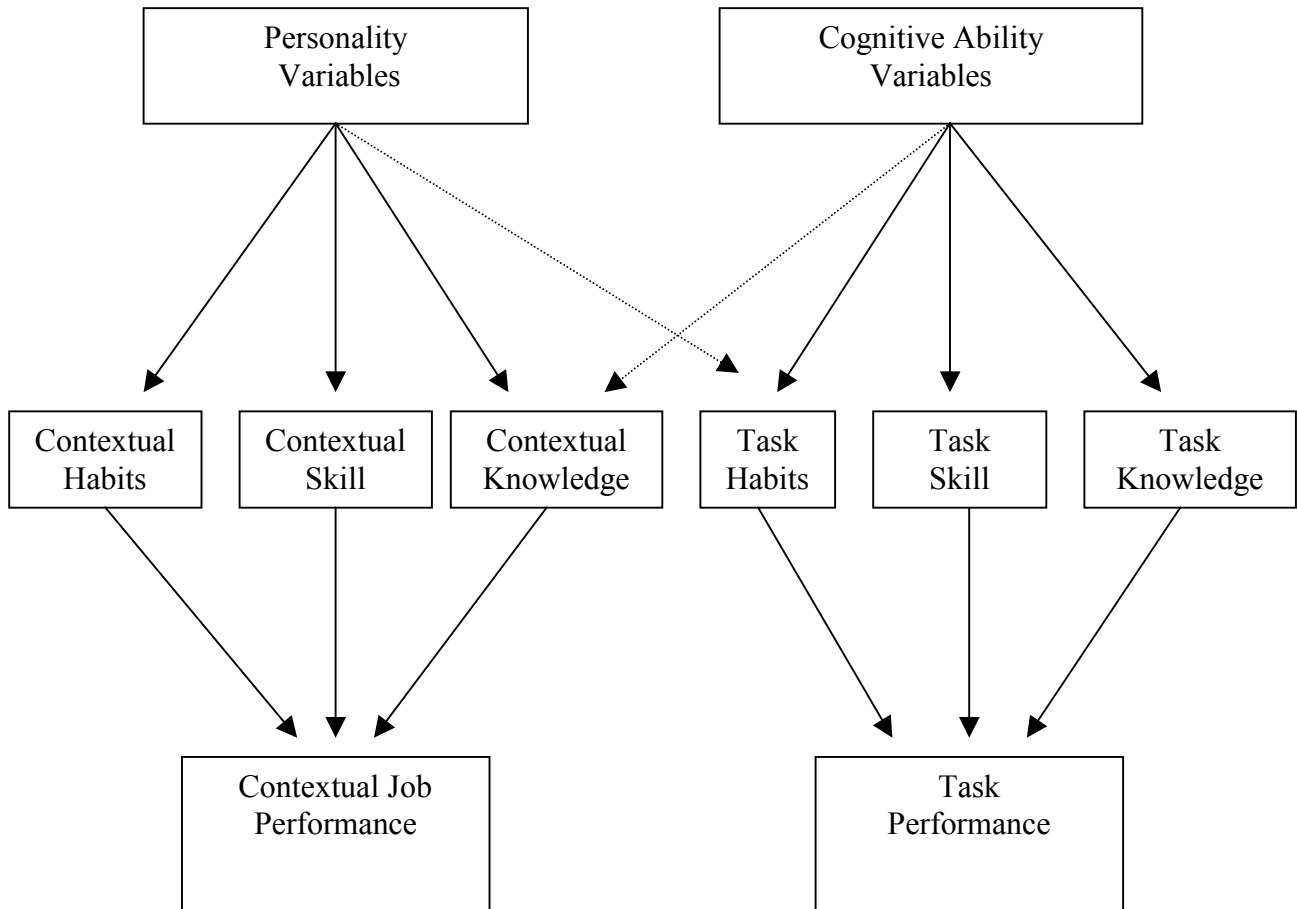 Personality
Variables
Cognitive Ability
Variables
Contextual
Habits
Contextual
Skill
Contextual
Knowledge
Task
Habits
Task
Skill
Task
Knowledge
Contextual Job
Performance
Task
Performance